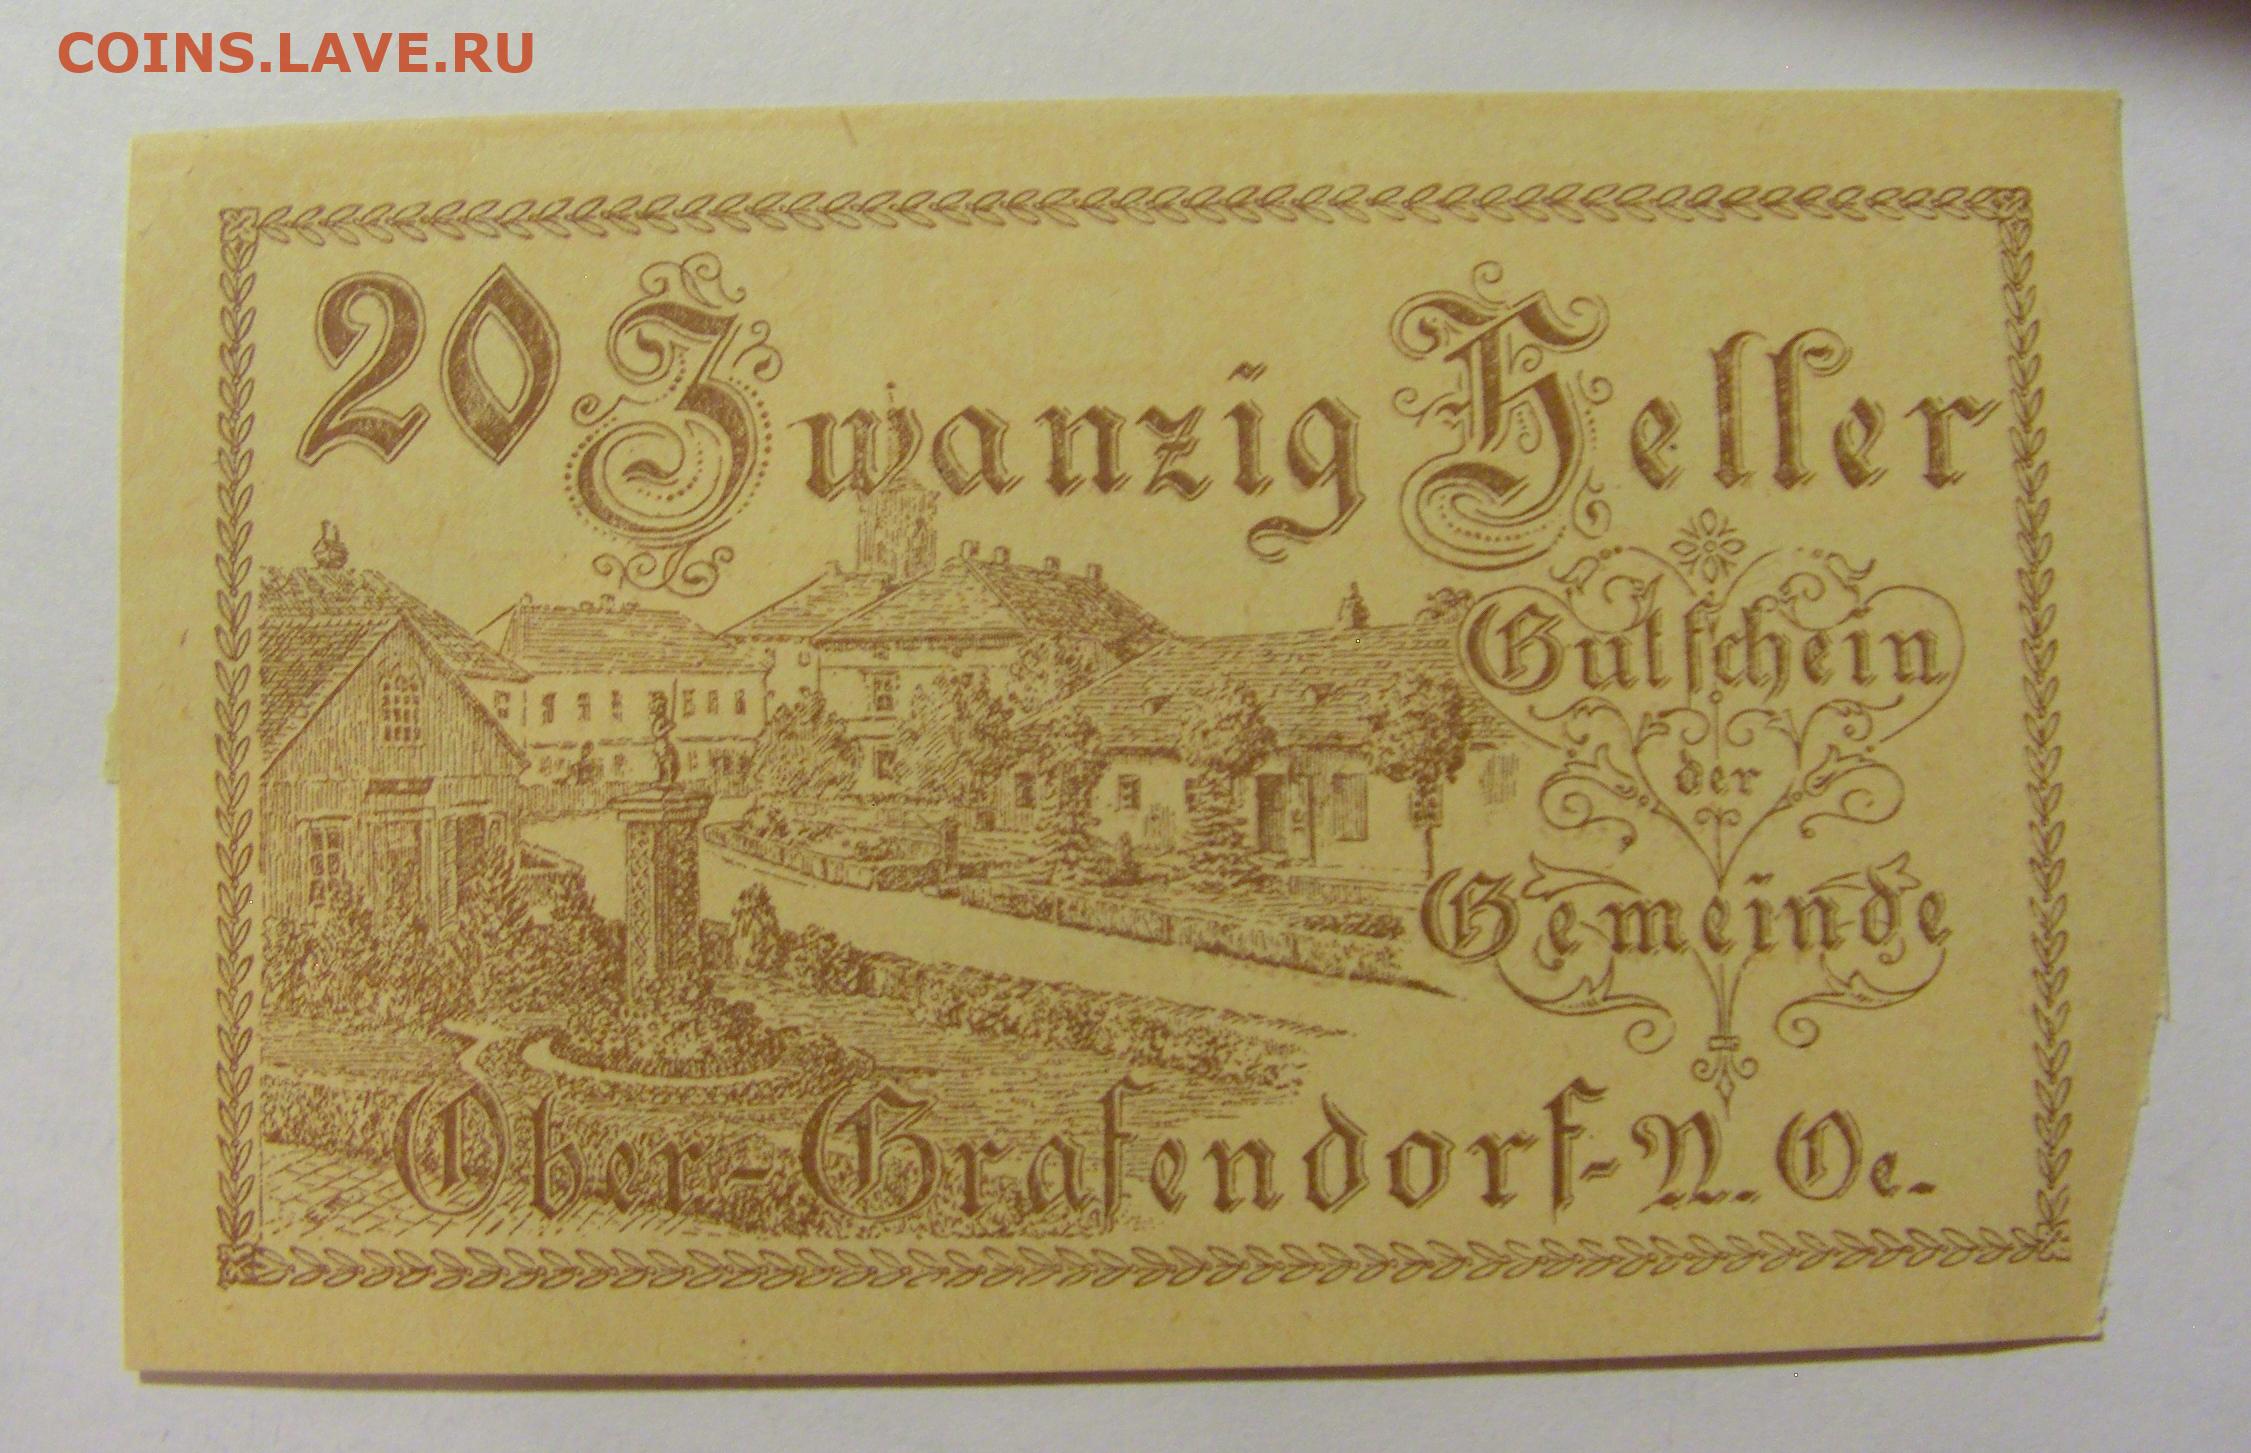 COINS.LAVE.RU
20 Zwanzig Heller
Gutschein
der
Gemeinde
Ober-Grafendorf-N. Oe.